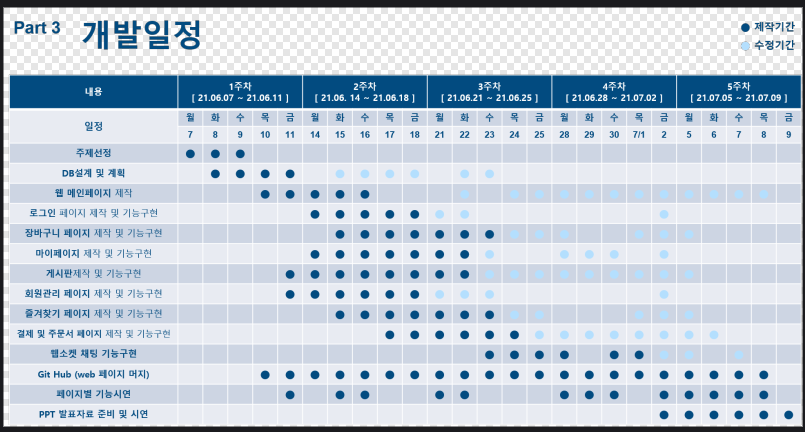 Part 3 개발일정
제작기간
수정기간
내용 1주차 2주차 3주차 4주차 5주차
[ 21.06.07 ~ 21.06.11 ] [ 21.06. 14 ~ 21.06.18 ] [ 21.06.21 ~ 21.06.25 ] [ 21.06.28 ~ 21.07.02 ] [ 21.07.05 ~ 21.07.09 ]
일정 월 화 수 목 금 월 화 수 목 금 월 화 수 목 금 월 화 수 목 금 월 화 수 목 금
7 8 9 10 11 14 15 16 17 18 21 22 23 24 25 28 29 30 7/1 2 5 6 7 8 9
주제선정
DB설계 및 계획
웹 메인페이지 제작
로그인 페이지 제작 및 기능구현
장바구니 페이지 제작 및 기능구현
마이페이지 제작 및 기능구현
게시판제작 및 기능구현
회원관리 페이지 제작 및 기능구현
즐겨찾기 페이지 제작 및 기능구현
결제 및 주문서 페이지 제작 및 기능구현
웹소켓 채팅 기능구현
Git Hub (web 페이지 머지)
페이지별 기능시연
PPT 발표자료 준비 및 시연